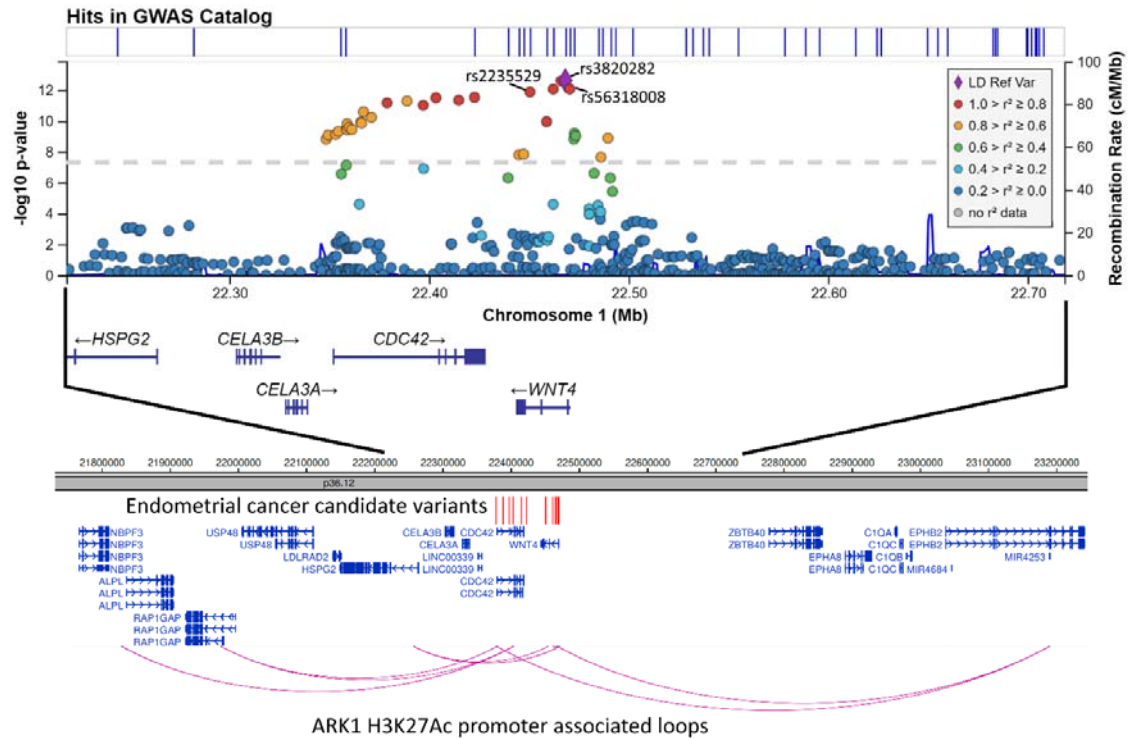 Hits in GWAS Catalog
rs2235529
rs3820282
rs56318008
-log10 p-value
12
10
8
6
4
2
0
100
80
60
40
20
0
Recombination Rate (cM/Mb)
LD Ref Var
1.0 > r² ≥ 0.8
0.8 > r² ≥ 0.6
0.6 > r² ≥ 0.4
0.4 > r² ≥ 0.2
0.2 > r² ≥ 0.0
no r² data
22.30 22.40 22.50 22.60 22.70
Chromosome 1 (Mb)
←HSPG2 CELA3B→ CDC42→
CELA3A→ ←WNT4
21800000 21900000 22000000 22100000 22200000 22300000 22400000 22500000 22600000 22700000 22800000 22900000 23000000 23100000 23200000
p36.12
Endometrial cancer candidate variants
NBPF3 USP48 CELA3B CDC42 ZBTB40 C1QA EPHB2
NBPF3 USP48 CELA3A WNT4 ZBTB40 C1QC EPHB2
NBPF3 LDLRAD2 LINC00339 EPHA8 C1QB MIR4253
NBPF3 HSPG2 LINC00339 EPHA8 C1QC MIR4684
ALPL CDC42
ALPL CDC42
ALPL
RAP1GAP
RAP1GAP
RAP1GAP
ARK1 H3K27Ac promoter associated loops